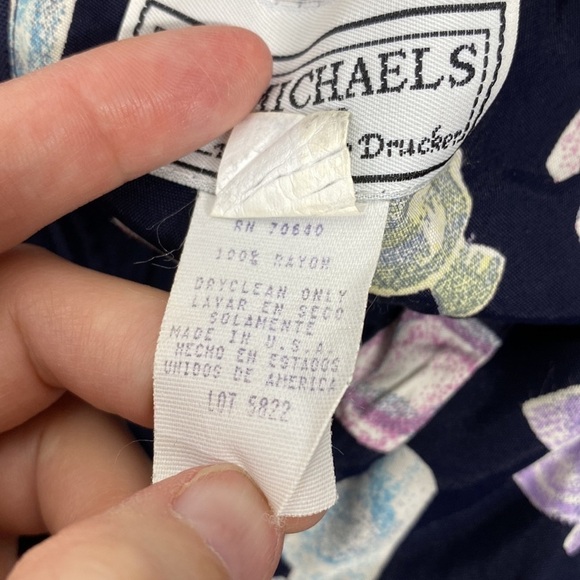 MICHAELS
Drucker
RN 70640
100% RAYON
DRYCLEAN ONLY
LAVAR EN SECO
SOLAMENTE
MADE IN U.S.A.
HECHO EN ESTADOS
UNIDOS DE AMERICA
LOT 5822